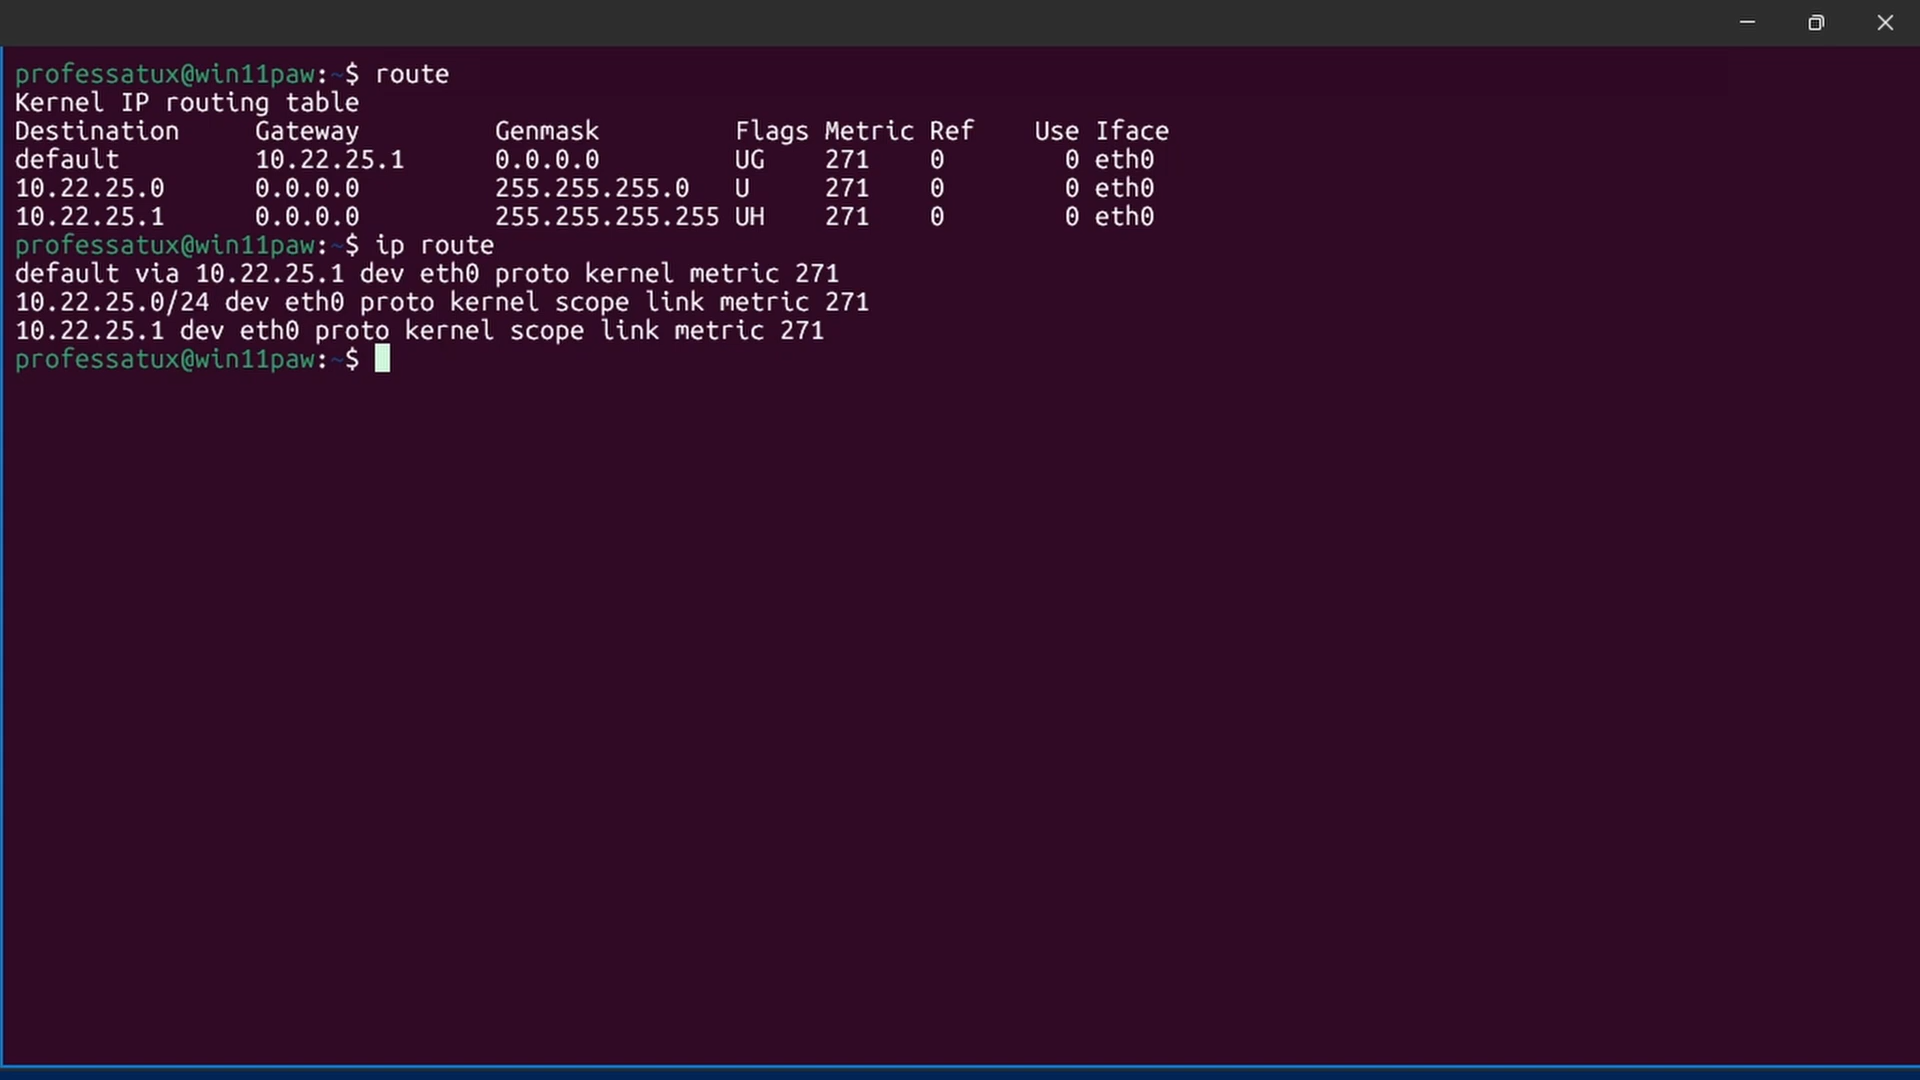 professatux@win11paw:~$ route
Kernel IP routing table
Destination     Gateway         Genmask         Flags Metric Ref    Use Iface
default         10.22.25.1      0.0.0.0         UG    271    0        0 eth0
10.22.25.0      0.0.0.0         255.255.255.0   U     271    0        0 eth0
10.22.25.1      0.0.0.0         255.255.255.255 UH    271    0        0 eth0
professatux@win11paw:~$ ip route
default via 10.22.25.1 dev eth0 proto kernel metric 271
10.22.25.0/24 dev eth0 proto kernel scope link metric 271
10.22.25.1 dev eth0 proto kernel scope link metric 271
professatux@win11paw:~$